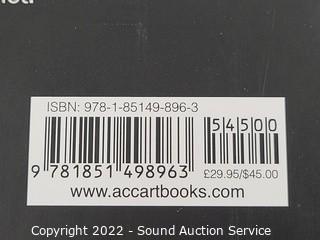 ISBN: 978-1-85149-896-3
54500
9 781851 498963
£29.95/$45.00
www.accartbooks.com
Copyright 2022 - Sound Auction Service